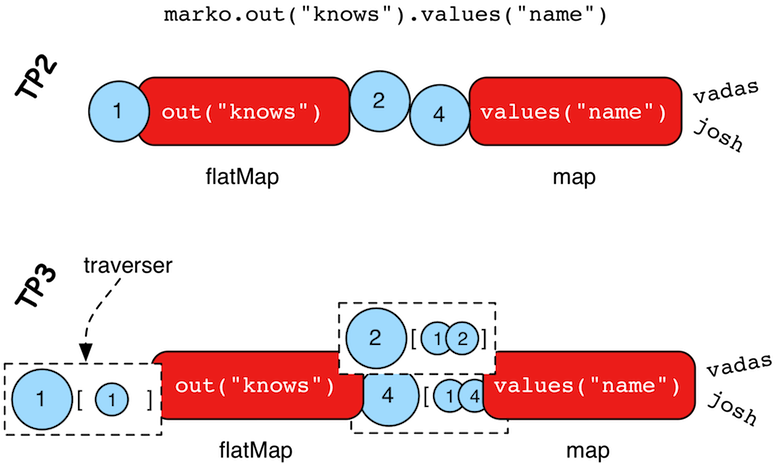 marko.out("knows").values("name")
TP2
1 out("knows") 2 4 values("name") vadas
josh
flatMap map
TP3
traverser
2 [ 1 2 ]
1 [ 1 ] out("knows") 4 [ 1 4 values("name") vadas
josh
flatMap map